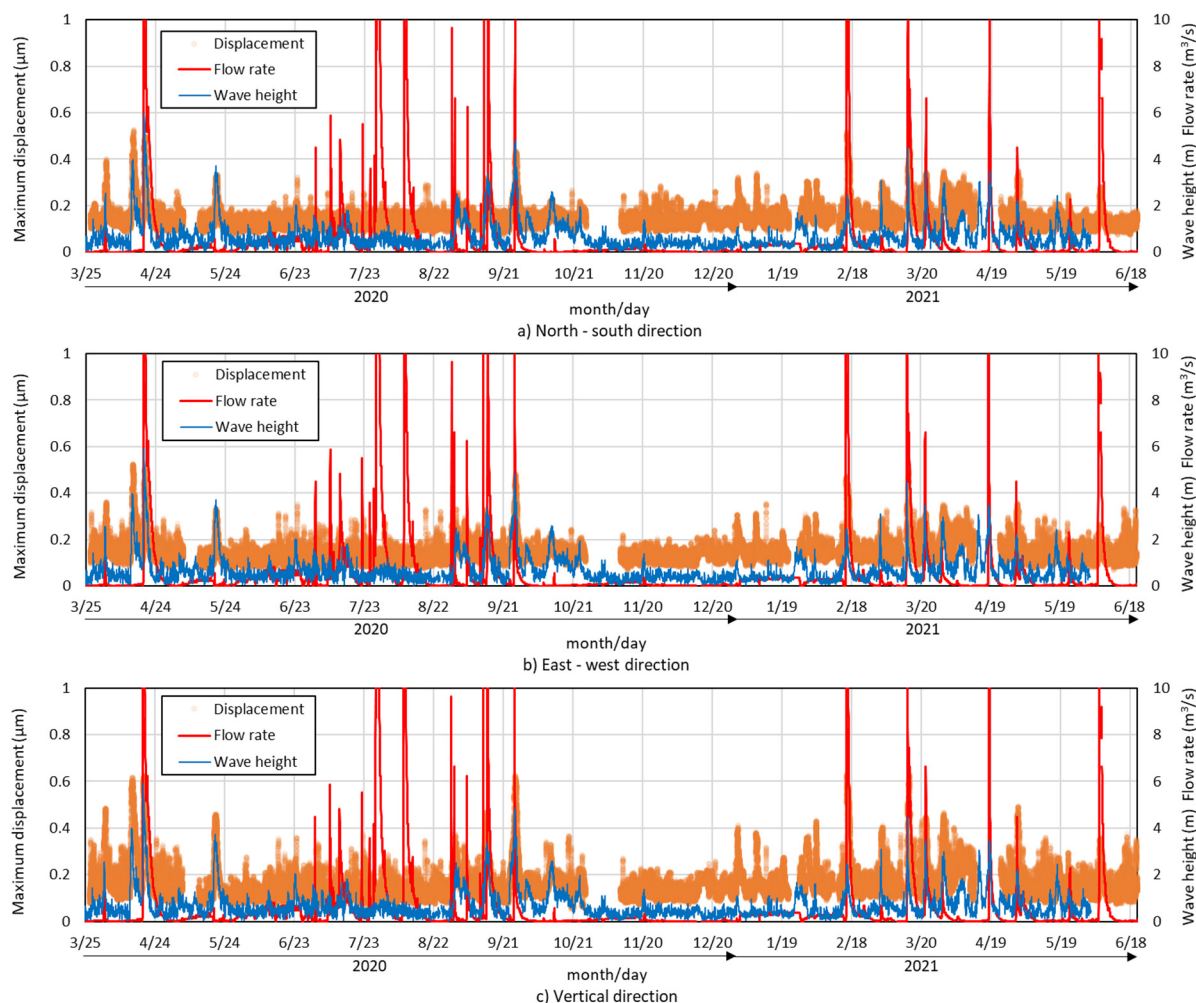 Maximum displacement (μm)
1
0.8
0.6
0.4
0.2
0
Displacement
Flow rate
Wave height
10
8
6
4
2
0
Wave height (m) Flow rate (m³/s)
3/25 4/24 5/24 6/23 7/23 8/22 9/21 10/21 11/20 12/20 1/19 2/18 3/20 4/19 5/19 6/18
2020 2021
month/day
a) North - south direction
Maximum displacement (μm)
1
0.8
0.6
0.4
0.2
0
Displacement
Flow rate
Wave height
10
8
6
4
2
0
Wave height (m) Flow rate (m³/s)
3/25 4/24 5/24 6/23 7/23 8/22 9/21 10/21 11/20 12/20 1/19 2/18 3/20 4/19 5/19 6/18
2020 2021
month/day
b) East - west direction
Maximum displacement (μm)
1
0.8
0.6
0.4
0.2
0
Displacement
Flow rate
Wave height
10
8
6
4
2
0
Wave height (m) Flow rate (m³/s)
3/25 4/24 5/24 6/23 7/23 8/22 9/21 10/21 11/20 12/20 1/19 2/18 3/20 4/19 5/19 6/18
2020 2021
month/day
c) Vertical direction